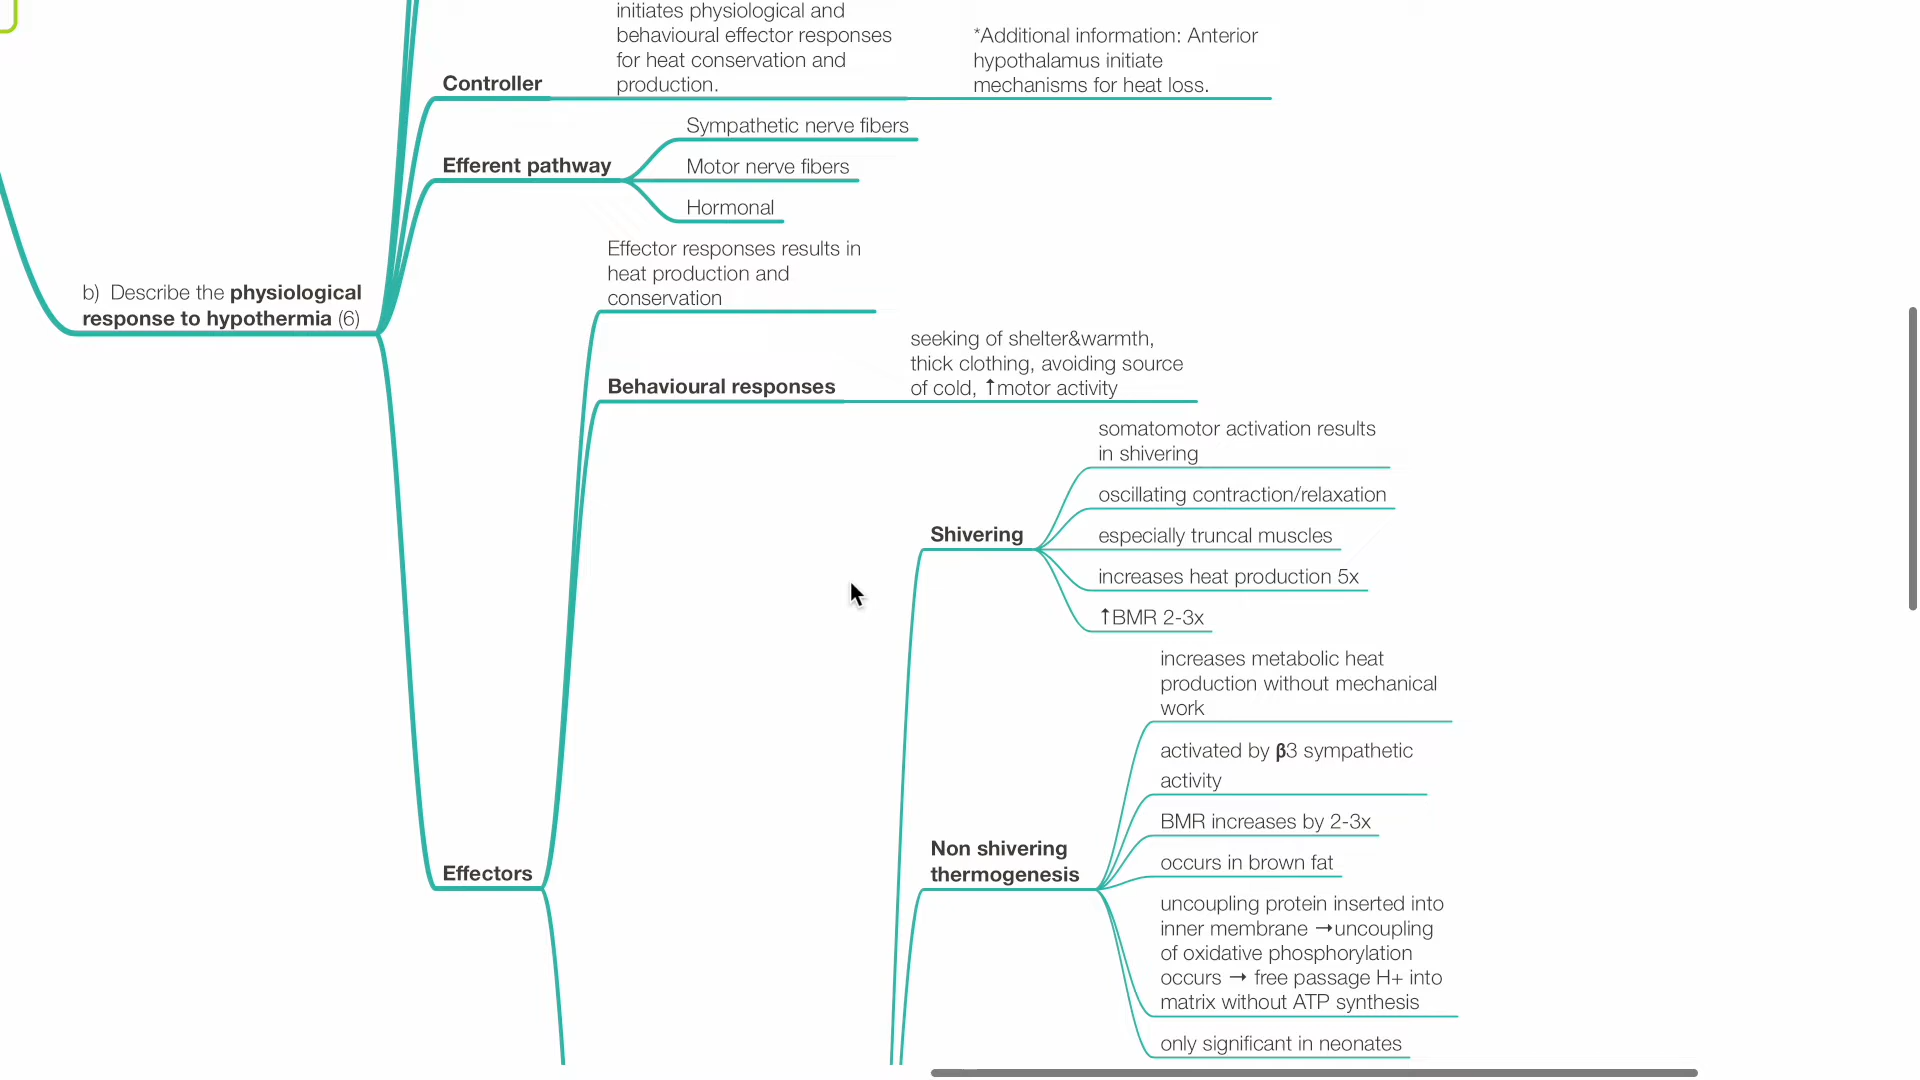 initiates physiological and
behavioural effector responses
for heat conservation and
production.
*Additional information: Anterior
hypothalamus initiate
mechanisms for heat loss.
Controller
Sympathetic nerve fibers
Efferent pathway
Motor nerve fibers
Hormonal
Effector responses results in
heat production and
conservation
b) Describe the physiological
response to hypothermia (6)
seeking of shelter&warmth,
thick clothing, avoiding source
of cold, ↑motor activity
Behavioural responses
somatomotor activation results
in shivering
oscillating contraction/relaxation
Shivering
especially truncal muscles
increases heat production 5x
↑BMR 2-3x
increases metabolic heat
production without mechanical
work
activated by β3 sympathetic
activity
BMR increases by 2-3x
Non shivering
thermogenesis
occurs in brown fat
Effectors
uncoupling protein inserted into
inner membrane →uncoupling
of oxidative phosphorylation
occurs → free passage H+ into
matrix without ATP synthesis
only significant in neonates